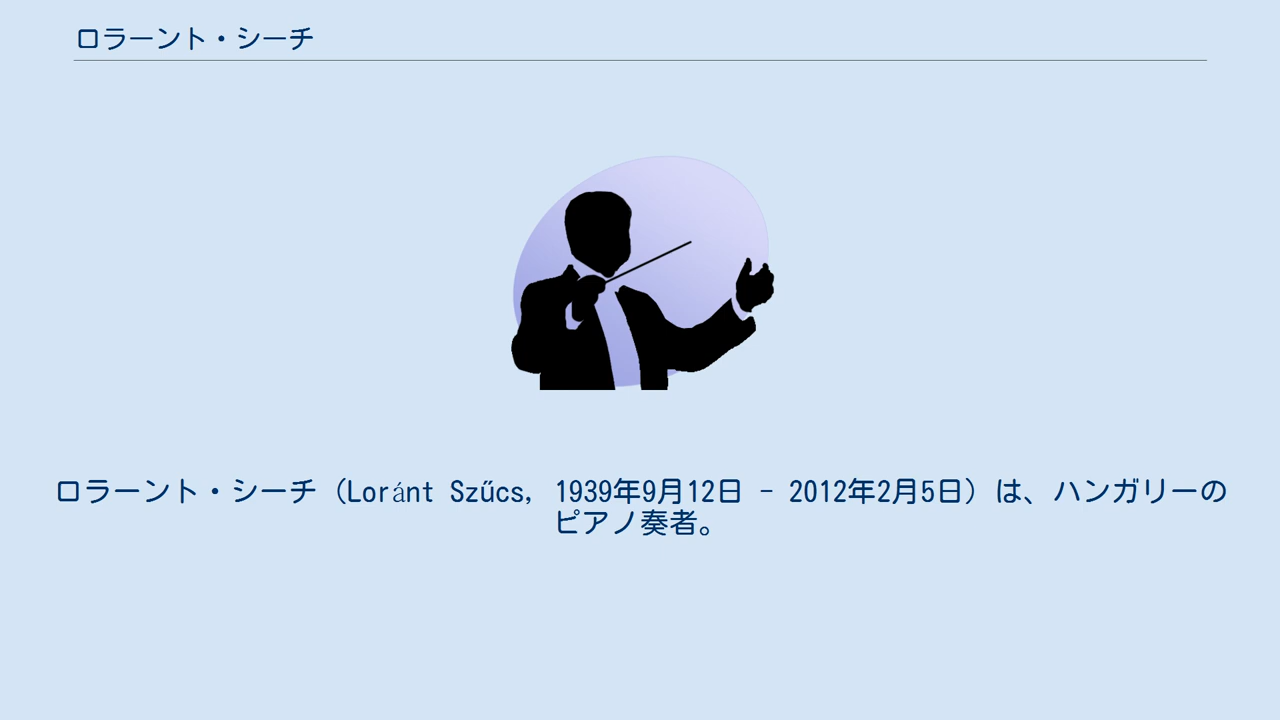 ロラーント・シーチ
ロラーント・シーチ（Loránt Szűcs, 1939年9月12日 - 2012年2月5日）は、ハンガリーの
ピアノ奏者。